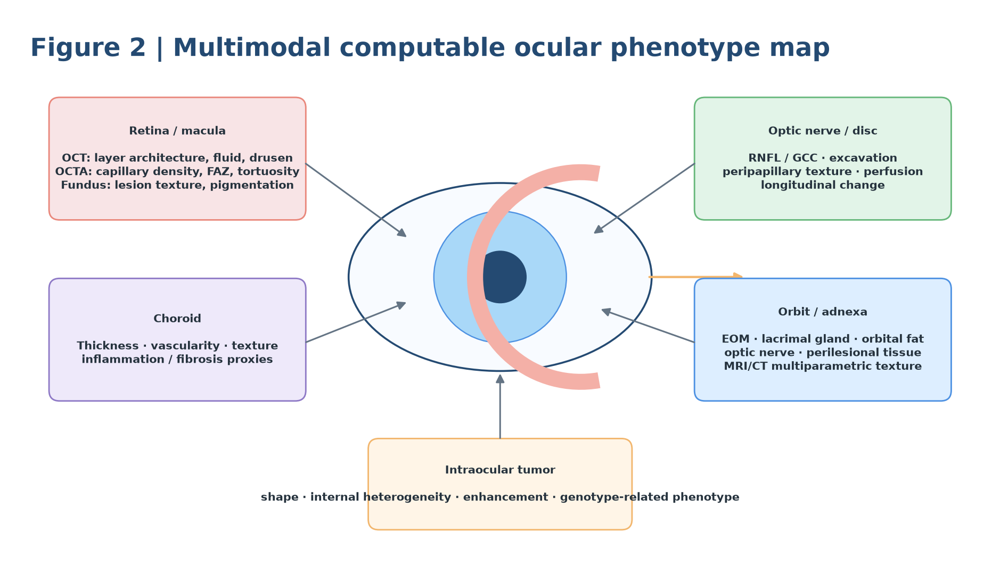 Figure 2 | Multimodal computable ocular phenotype map
Retina / macula
OCT: layer architecture, fluid, drusen
OCTA: capillary density, FAZ, tortuosity
Fundus: lesion texture, pigmentation
Optic nerve / disc
RNFL / GCC · excavation
peripapillary texture · perfusion
longitudinal change
Choroid
Thickness · vascularity · texture
inflammation / fibrosis proxies
Orbit / adnexa
EOM · lacrimal gland · orbital fat
optic nerve · perilesional tissue
MRI/CT multiparametric texture
Intraocular tumor
shape · internal heterogeneity · enhancement · genotype-related phenotype